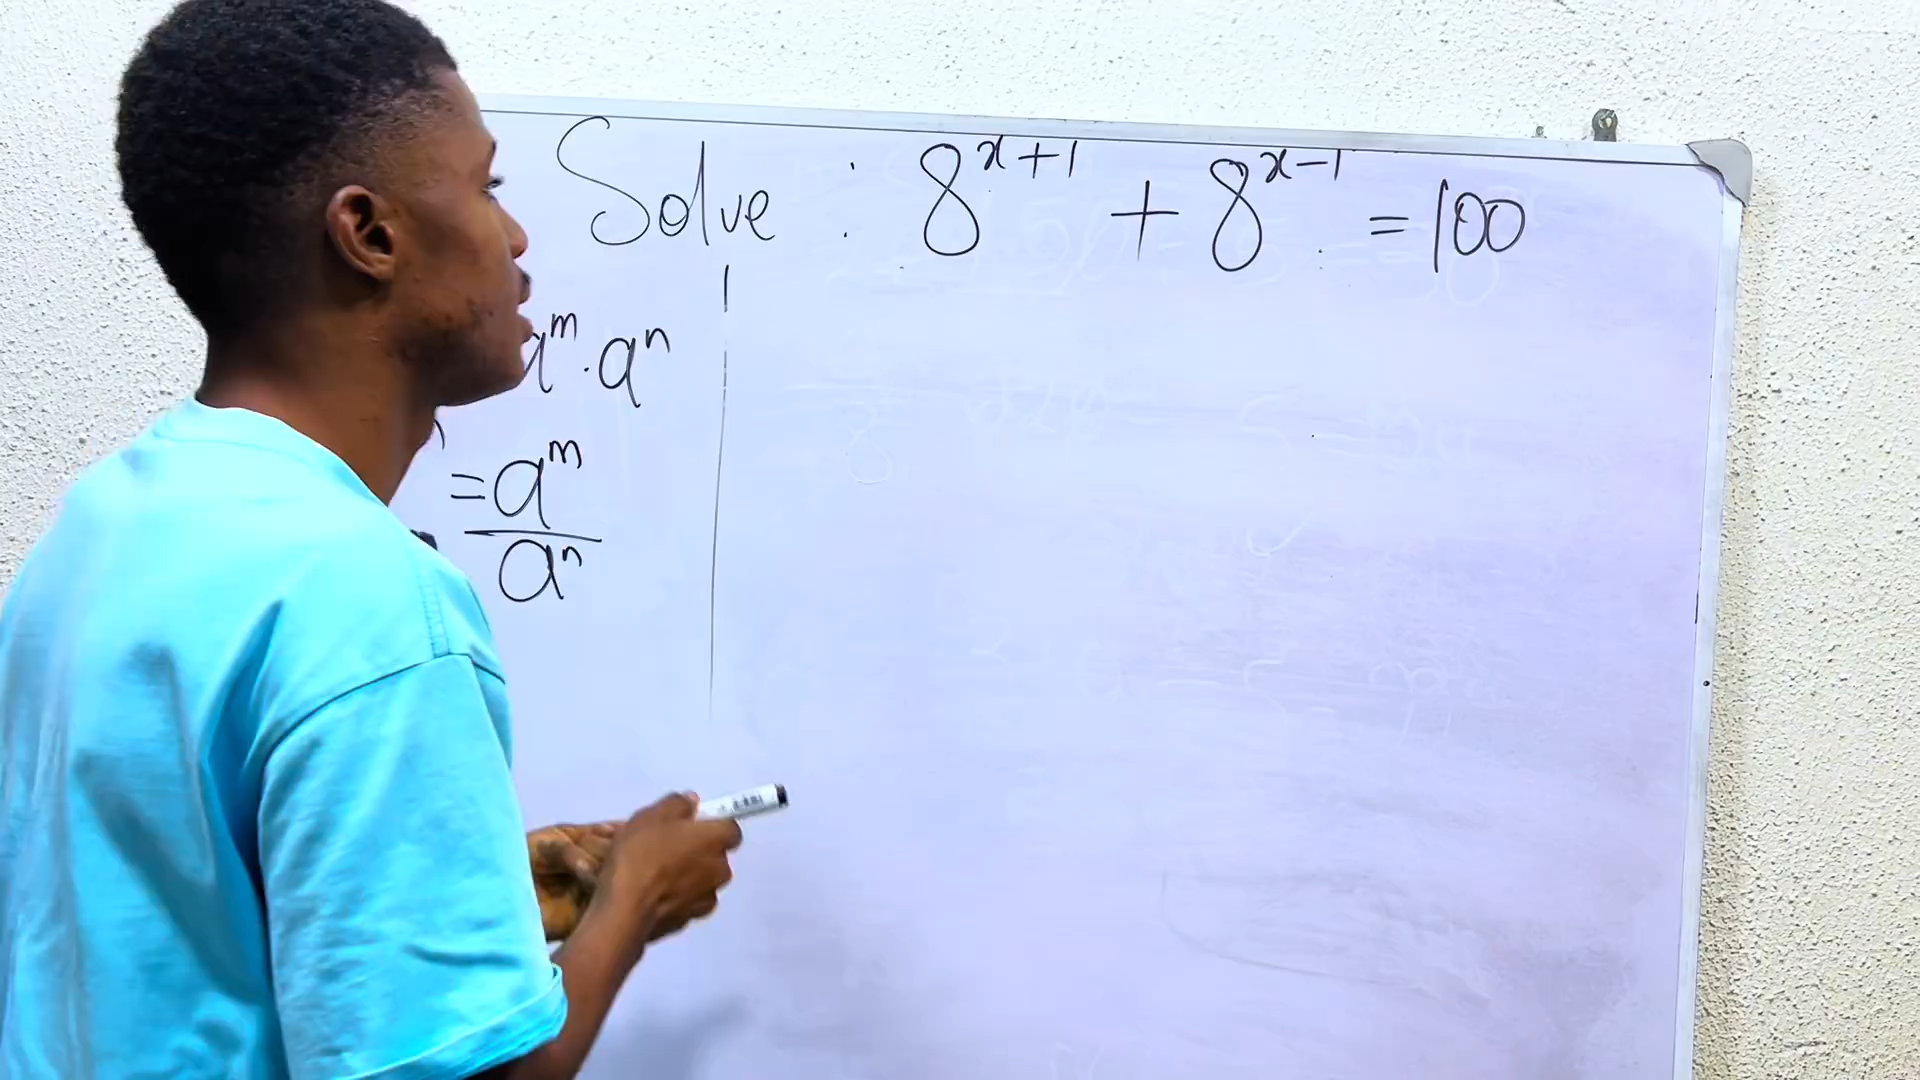 Solve : 8^{x+1} + 8^{x-1} = 100
a^m · a^n
= a^m
a^n